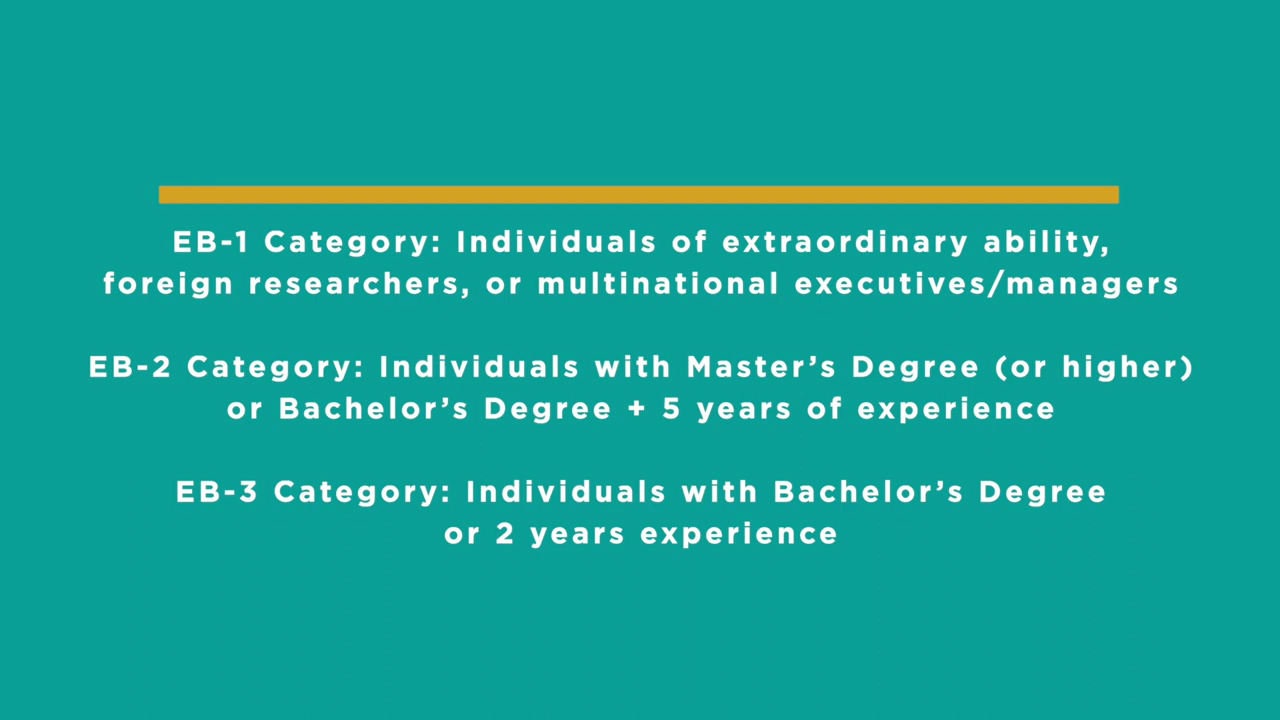 EB-1 Category: Individuals of extraordinary ability,
foreign researchers, or multinational executives/managers
EB-2 Category: Individuals with Master’s Degree (or higher)
or Bachelor’s Degree + 5 years of experience
EB-3 Category: Individuals with Bachelor’s Degree
or 2 years experience